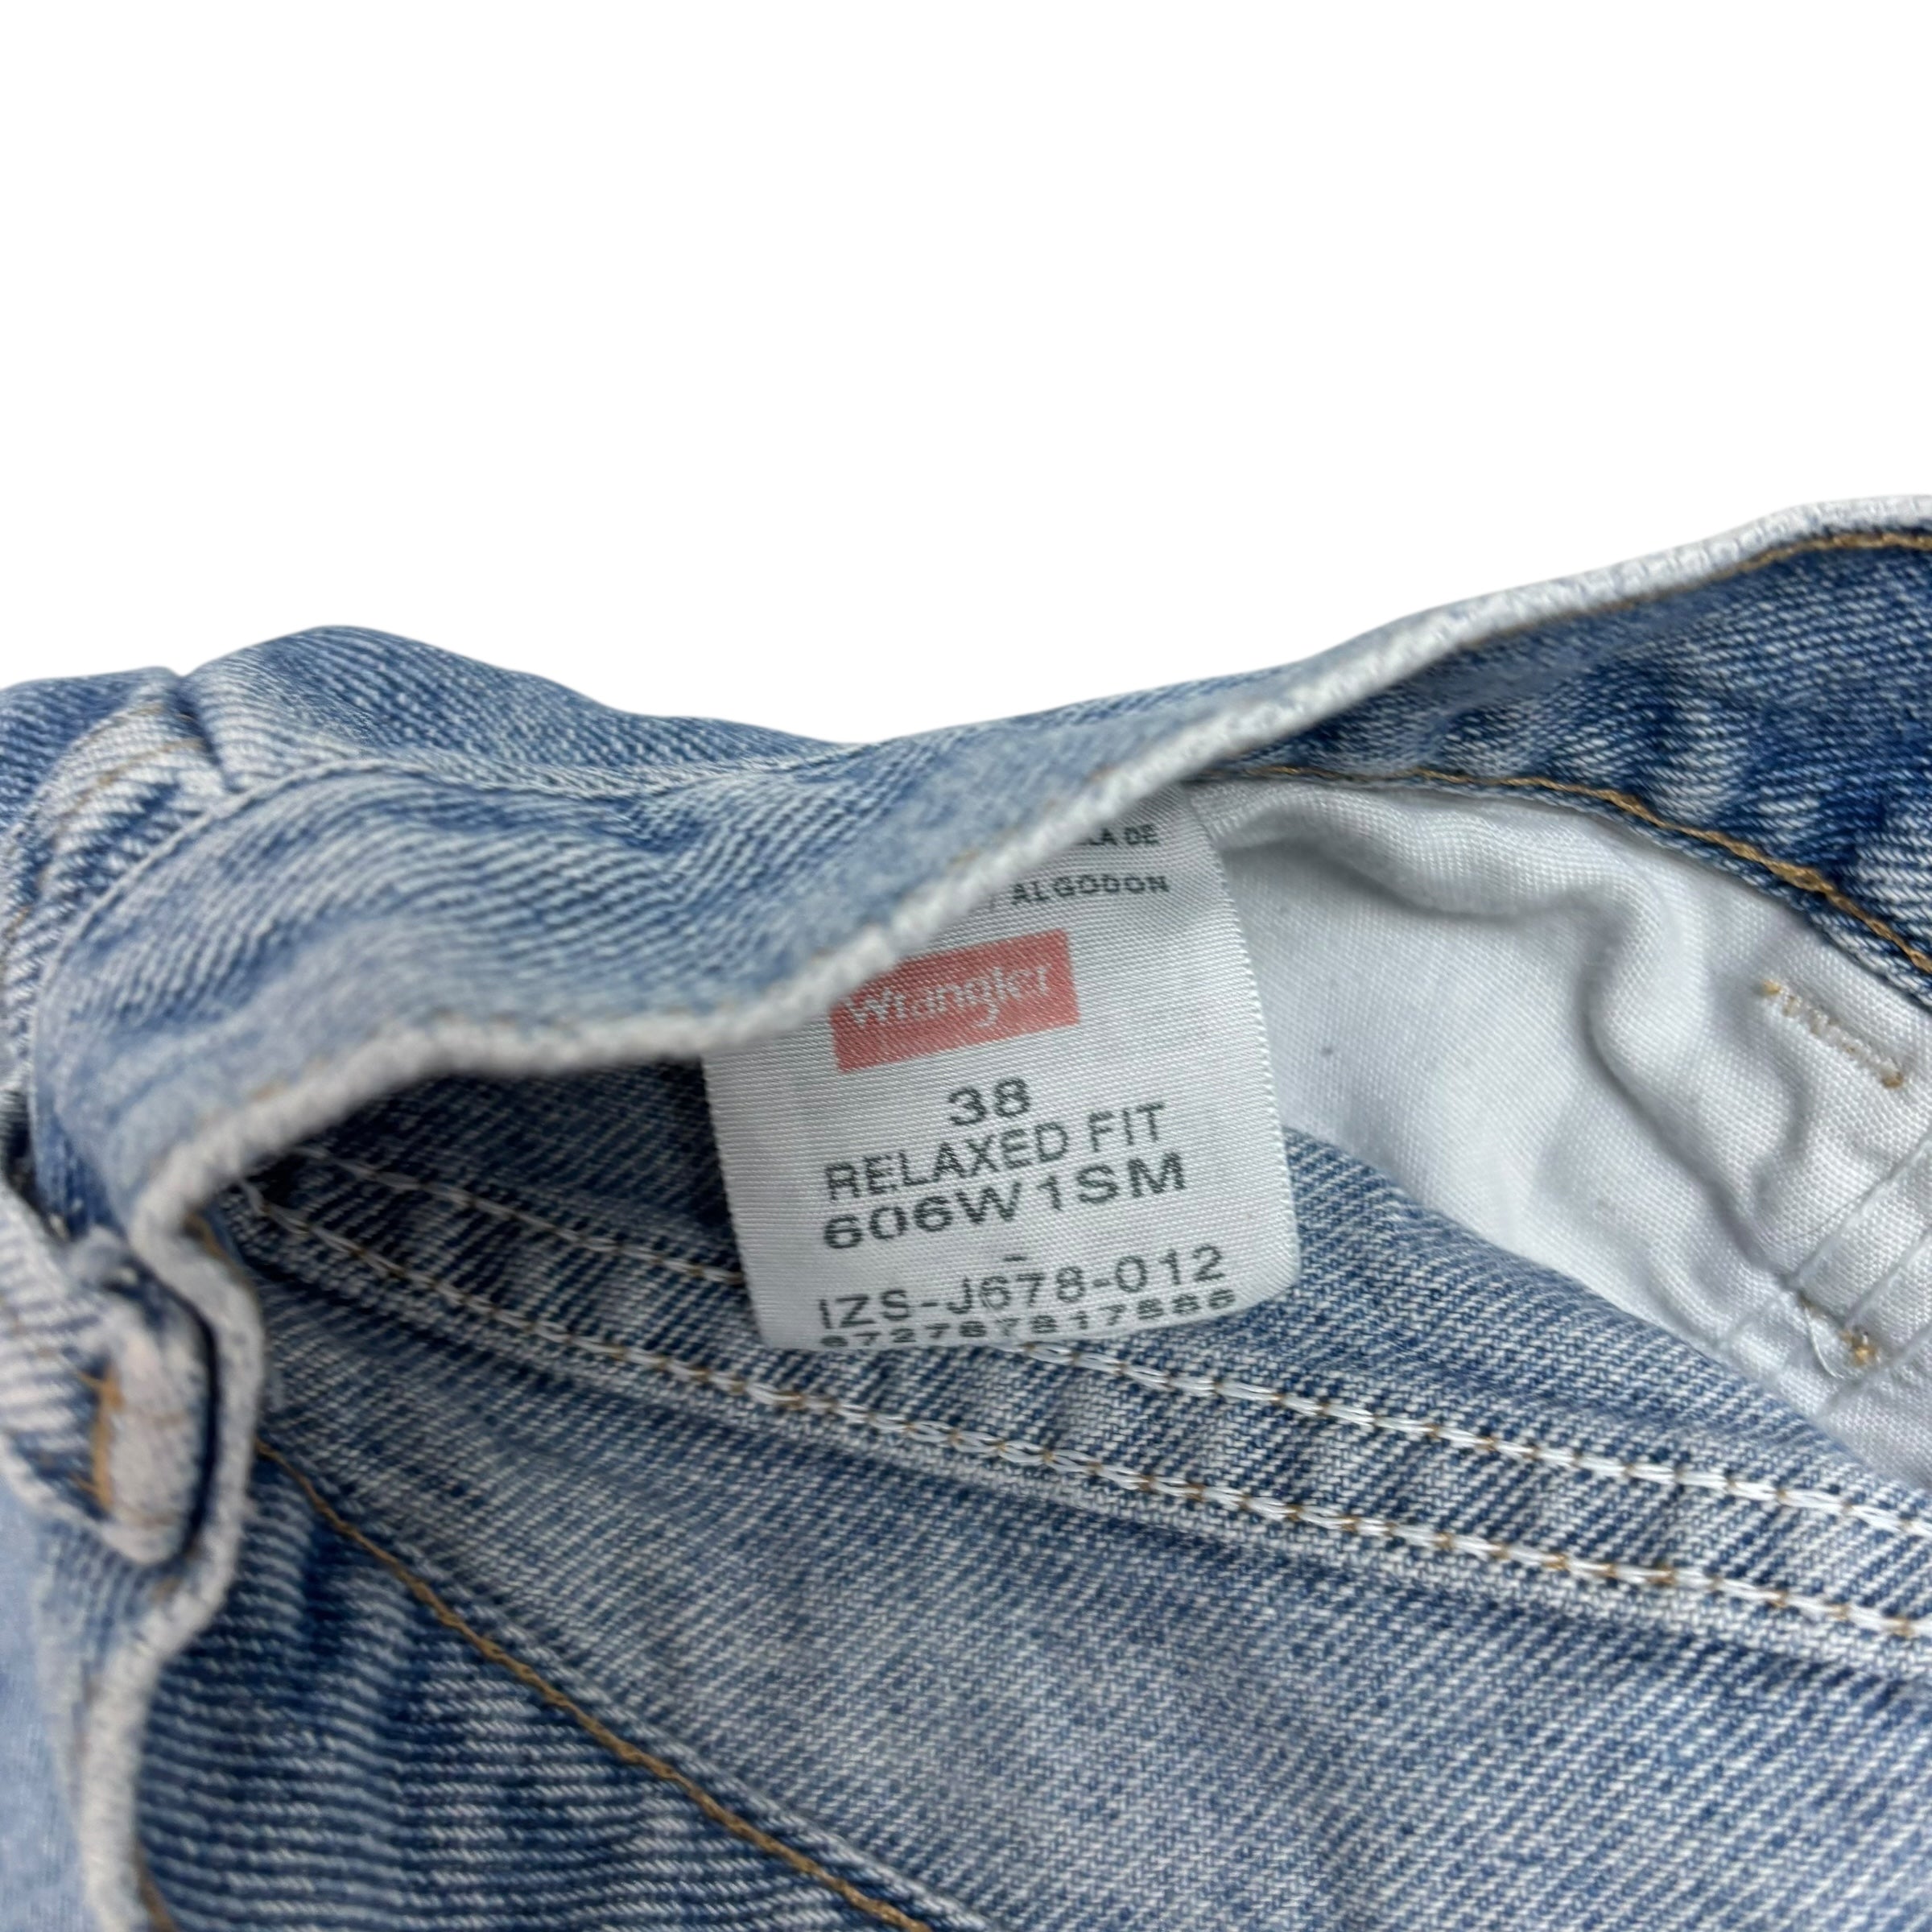 LA DE
ALGODON
Wrangler
38
RELAXED FIT
606W1SM
-
IZS-J678-012